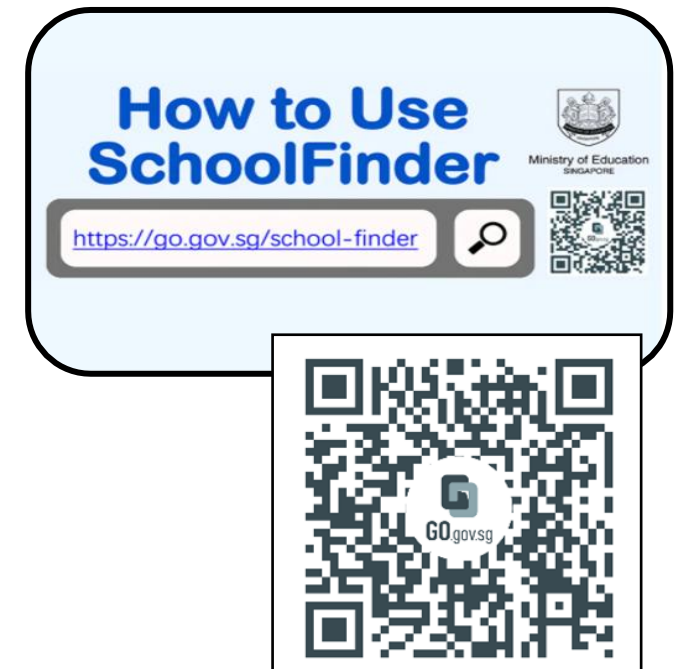 How to Use
SchoolFinder
Ministry of Education
SINGAPORE
https://go.gov.sg/school-finder
GO.gov.sg